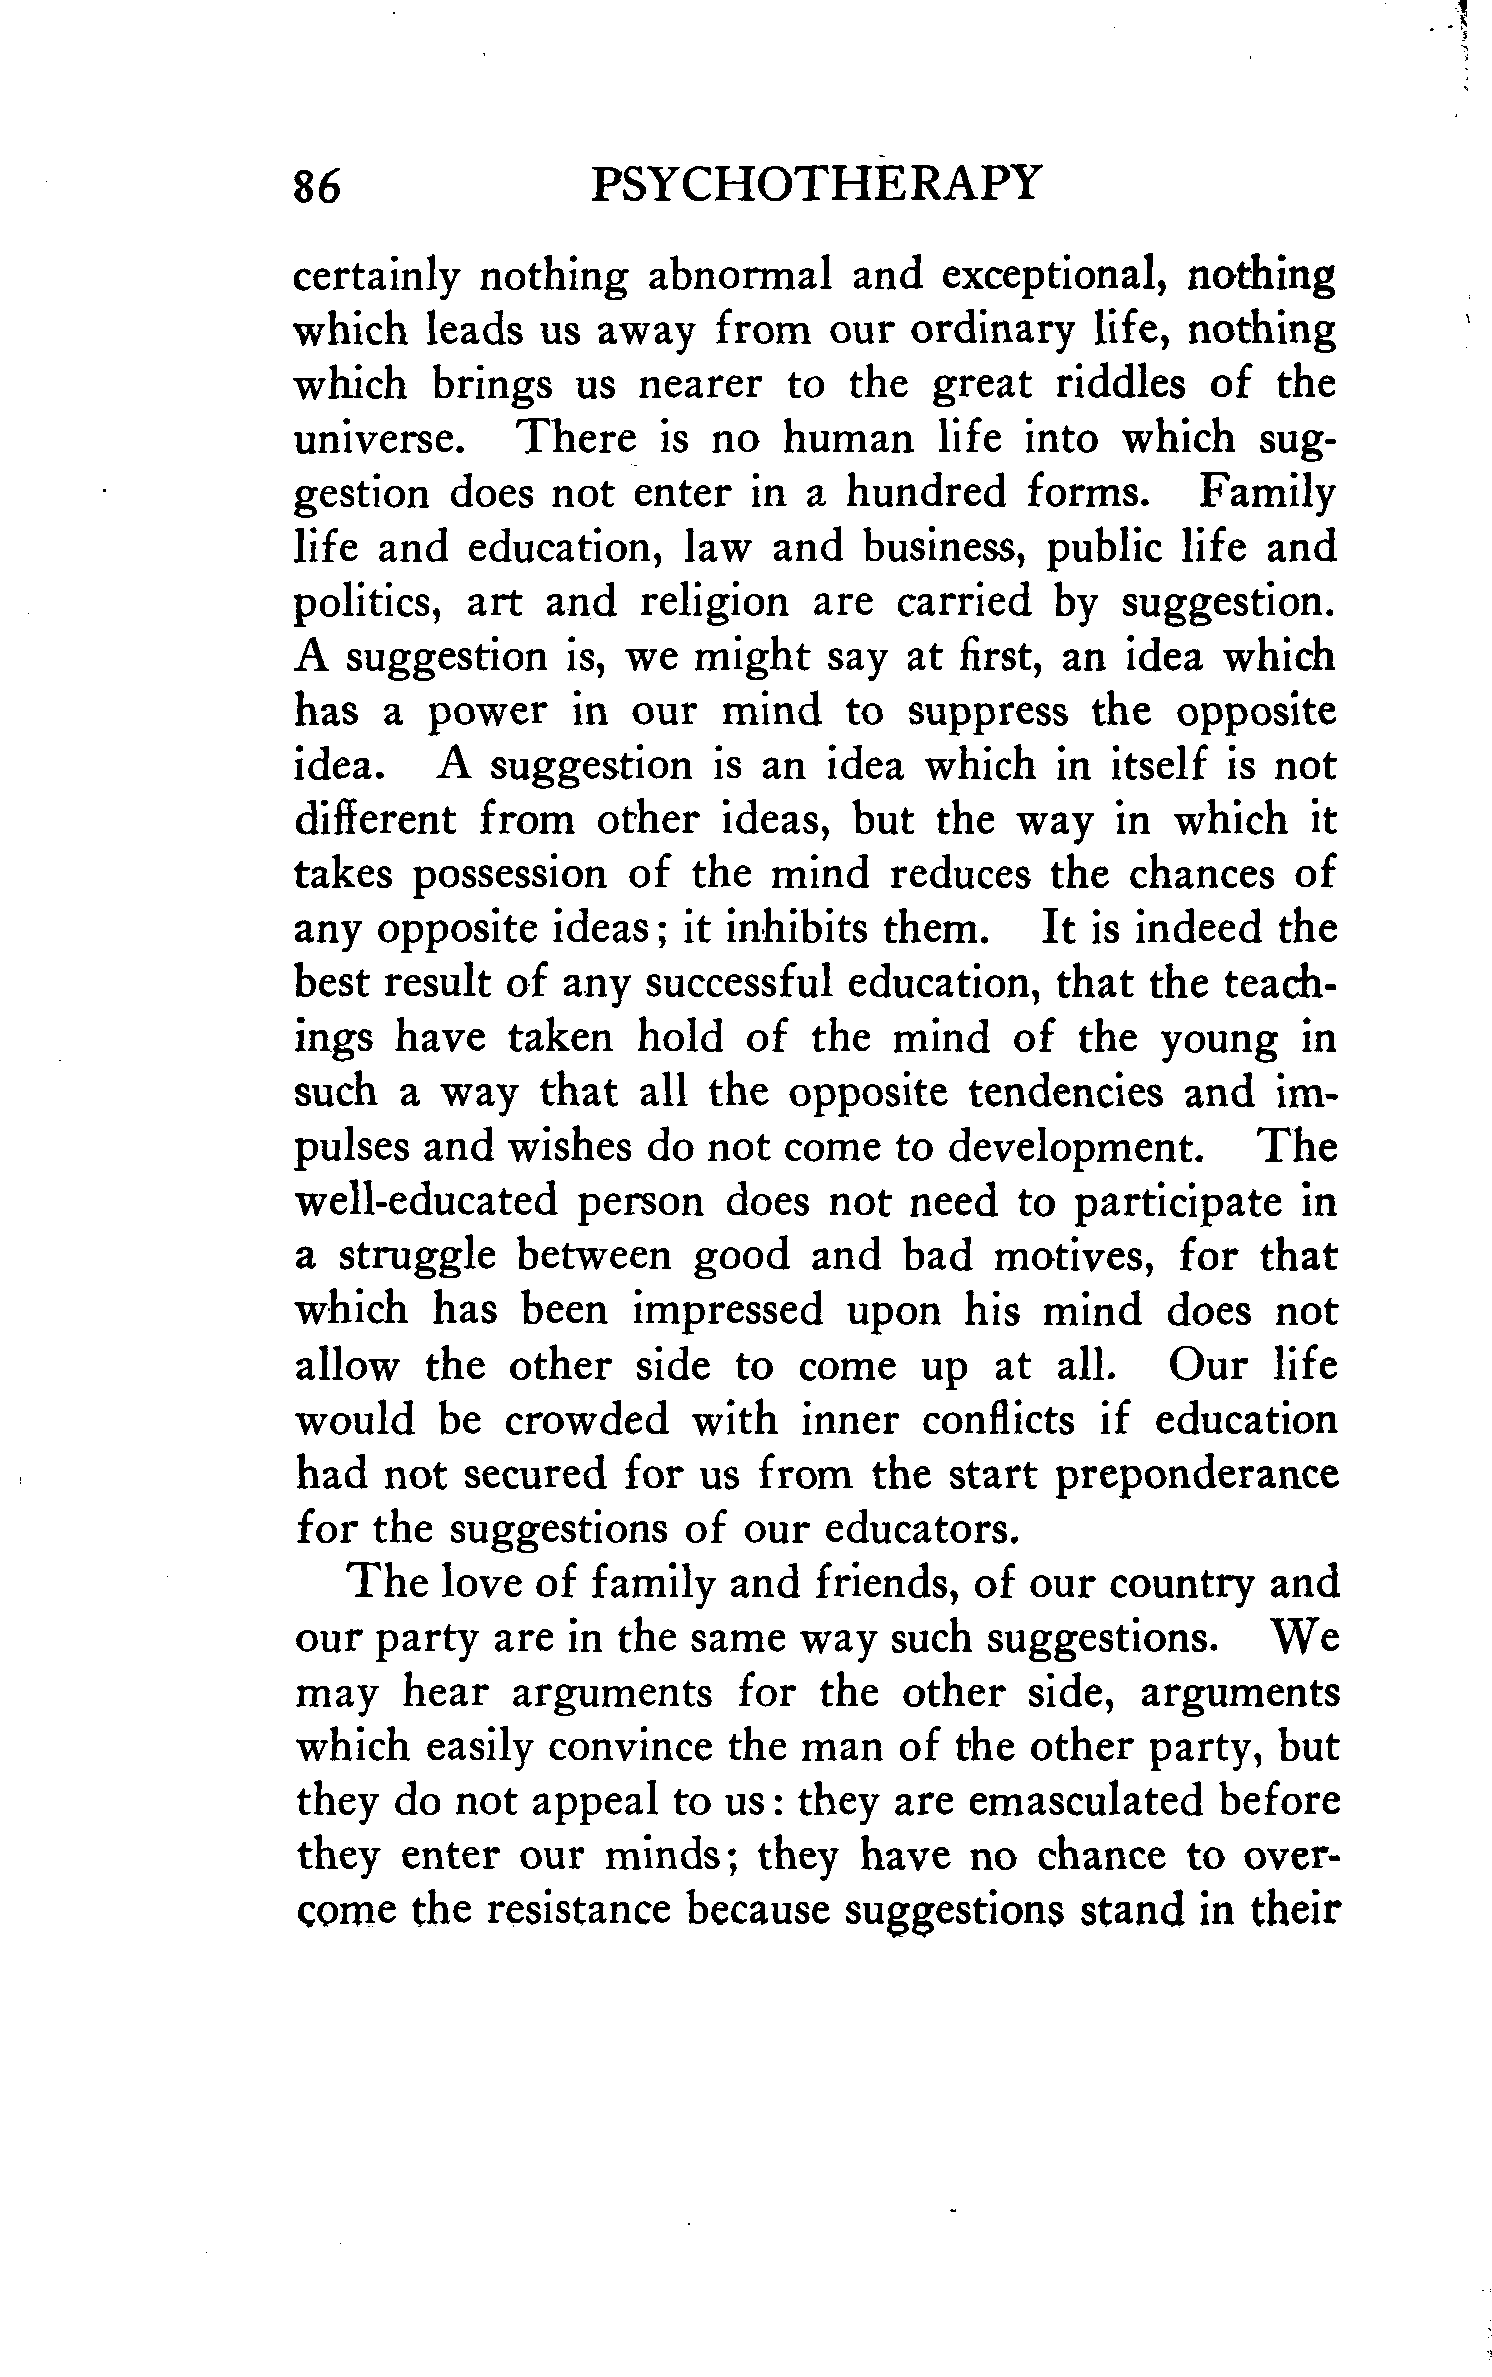 86 PSYCHOTHERAPY
certainly nothing abnormal and exceptional, nothing
which leads us away from our ordinary life, nothing
which brings us nearer to the great riddles of the
universe. There is no human life into which sug-
gestion does not enter in a hundred forms. Family
life and education, law and business, public life and
politics, art and religion are carried by suggestion.
A suggestion is, we might say at first, an idea which
has a power in our mind to suppress the opposite
idea. A suggestion is an idea which in itself is not
different from other ideas, but the way in which it
takes possession of the mind reduces the chances of
any opposite ideas; it inhibits them. It is indeed the
best result of any successful education, that the teach-
ings have taken hold of the mind of the young in
such a way that all the opposite tendencies and im-
pulses and wishes do not come to development. The
well-educated person does not need to participate in
a struggle between good and bad motives, for that
which has been impressed upon his mind does not
allow the other side to come up at all. Our life
would be crowded with inner conflicts if education
had not secured for us from the start preponderance
for the suggestions of our educators.
The love of family and friends, of our country and
our party are in the same way such suggestions. We
may hear arguments for the other side, arguments
which easily convince the man of the other party, but
they do not appeal to us: they are emasculated before
they enter our minds; they have no chance to over-
come the resistance because suggestions stand in their